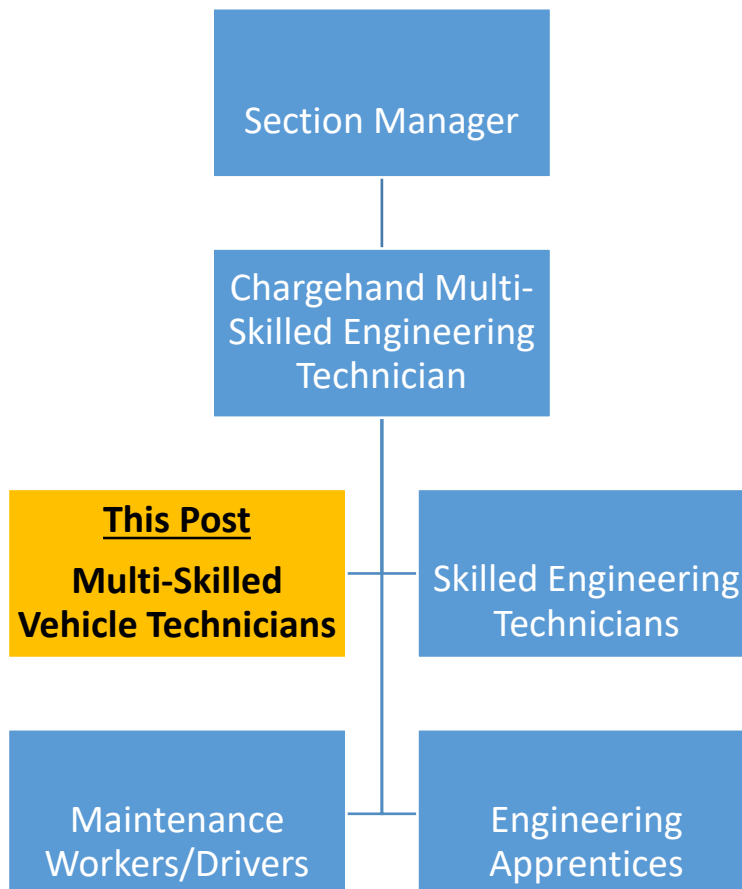 Section Manager
Chargehand Multi-
Skilled Engineering
Technician
This Post
Multi-Skilled
Vehicle Technicians
Skilled Engineering
Technicians
Maintenance
Workers/Drivers
Engineering
Apprentices